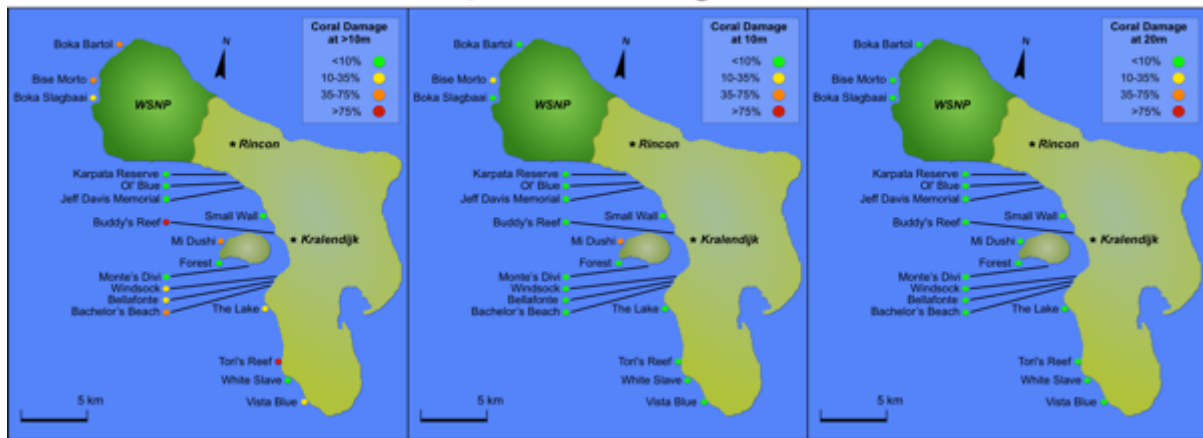 Coral Damage
at >10m
<10%
10-35%
35-75%
>75%
N
Boka Bartol
Bise Morto
Boka Slagbaai
WSNP
Rincon
Karpata Reserve
Ol' Blue
Jeff Davis Memorial
Small Wall
Buddy's Reef
Mi Dushi
Kralendijk
Forest
Monte's Divi
Windsock
Bellafonte
Bachelor's Beach
The Lake
Tori's Reef
White Slave
Vista Blue
5 km
Coral Damage
at 10m
<10%
10-35%
35-75%
>75%
N
Boka Bartol
Bise Morto
Boka Slagbaai
WSNP
Rincon
Karpata Reserve
Ol' Blue
Jeff Davis Memorial
Small Wall
Buddy's Reef
Mi Dushi
Kralendijk
Forest
Monte's Divi
Windsock
Bellafonte
Bachelor's Beach
The Lake
Tori's Reef
White Slave
Vista Blue
5 km
Coral Damage
at 20m
<10%
10-35%
35-75%
>75%
N
Boka Bartol
Bise Morto
Boka Slagbaai
WSNP
Rincon
Karpata Reserve
Ol' Blue
Jeff Davis Memorial
Small Wall
Buddy's Reef
Mi Dushi
Kralendijk
Forest
Monte's Divi
Windsock
Bellafonte
Bachelor's Beach
The Lake
Tori's Reef
White Slave
Vista Blue
5 km